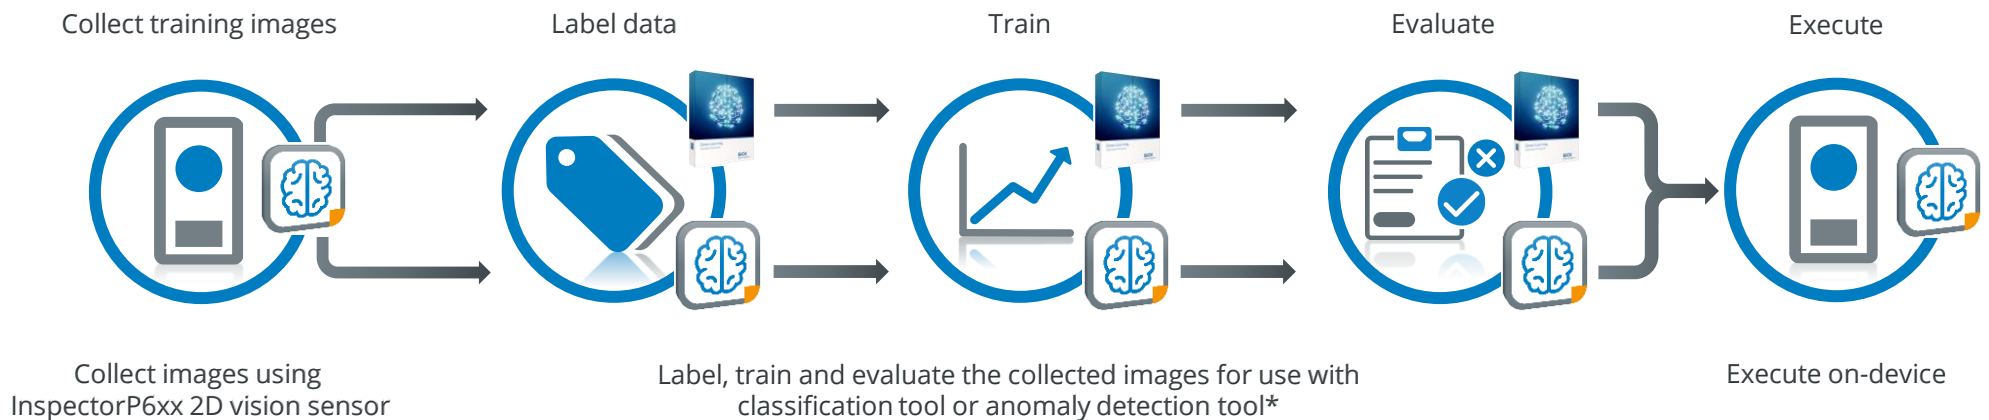 Collect training images
Label data
Train
Evaluate
Execute
Collect images using
InspectorP6xx 2D vision sensor
Label, train and evaluate the collected images for use with
classification tool or anomaly detection tool*
Execute on-device